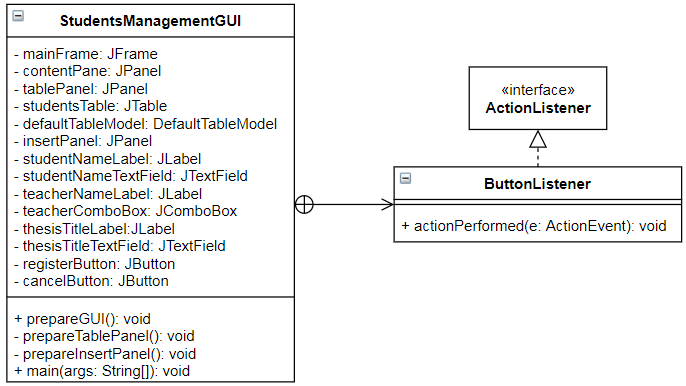 StudentsManagementGUI
- mainFrame: JFrame
- contentPane: JPanel
- tablePanel: JPanel
- studentsTable: JTable
- defaultTableModel: DefaultTableModel
- insertPanel: JPanel
- studentNameLabel: JLabel
- studentNameTextField: JTextField
- teacherNameLabel: JLabel
- teacherComboBox: JComboBox
- thesisTitleLabel:JLabel
- thesisTitleTextField: JTextField
- registerButton: JButton
- cancelButton: JButton
+ prepareGUI(): void
- prepareTablePanel(): void
- prepareInsertPanel(): void
+ main(args: String[]): void
«interface»
ActionListener
ButtonListener
+ actionPerformed(e: ActionEvent): void